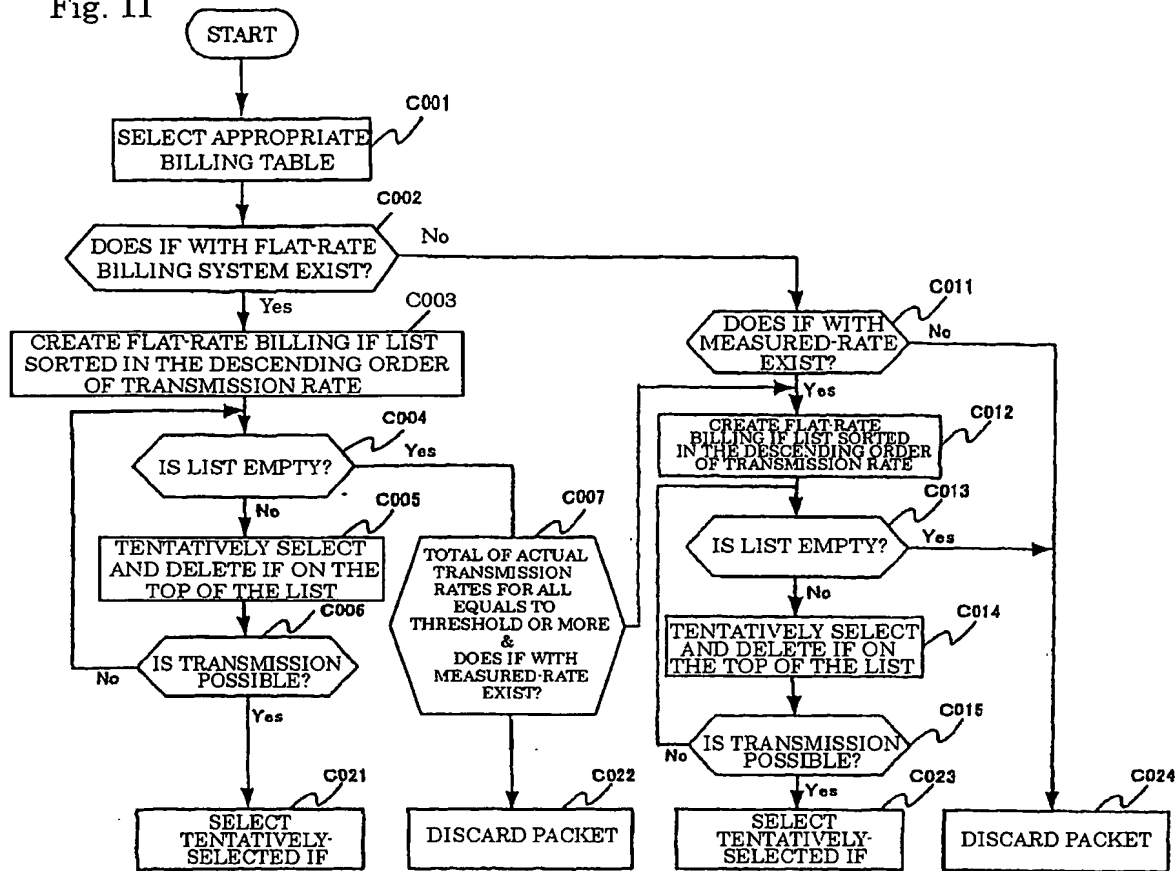 Fig. 11
START
C001
SELECT APPROPRIATE
BILLING TABLE
C002
DOES IF WITH FLAT-RATE
BILLING SYSTEM EXIST?
No
Yes
C003
CREATE FLAT-RATE BILLING IF LIST
SORTED IN THE DESCENDING ORDER
OF TRANSMISSION RATE
C004
IS LIST EMPTY?
Yes
No
C005
TENTATIVELY SELECT
AND DELETE IF ON THE
TOP OF THE LIST
C006
IS TRANSMISSION
POSSIBLE?
No
Yes
C021
SELECT
TENTATIVELY-
SELECTED IF
C007
TOTAL OF ACTUAL
TRANSMISSION
RATES FOR ALL
EQUALS TO
THRESHOLD OR MORE
&
DOES IF WITH
MEASURED-RATE
EXIST?
C022
DISCARD PACKET
C011
DOES IF WITH
MEASURED-RATE
EXIST?
No
Yes
C012
CREATE FLAT-RATE
BILLING IF LIST SORTED
IN THE DESCENDING ORDER
OF TRANSMISSION RATE
C013
IS LIST EMPTY?
Yes
No
C014
TENTATIVELY SELECT
AND DELETE IF ON
THE TOP OF THE LIST
C015
IS TRANSMISSION
POSSIBLE?
No
Yes
C023
SELECT
TENTATIVELY-
SELECTED IF
C024
DISCARD PACKET